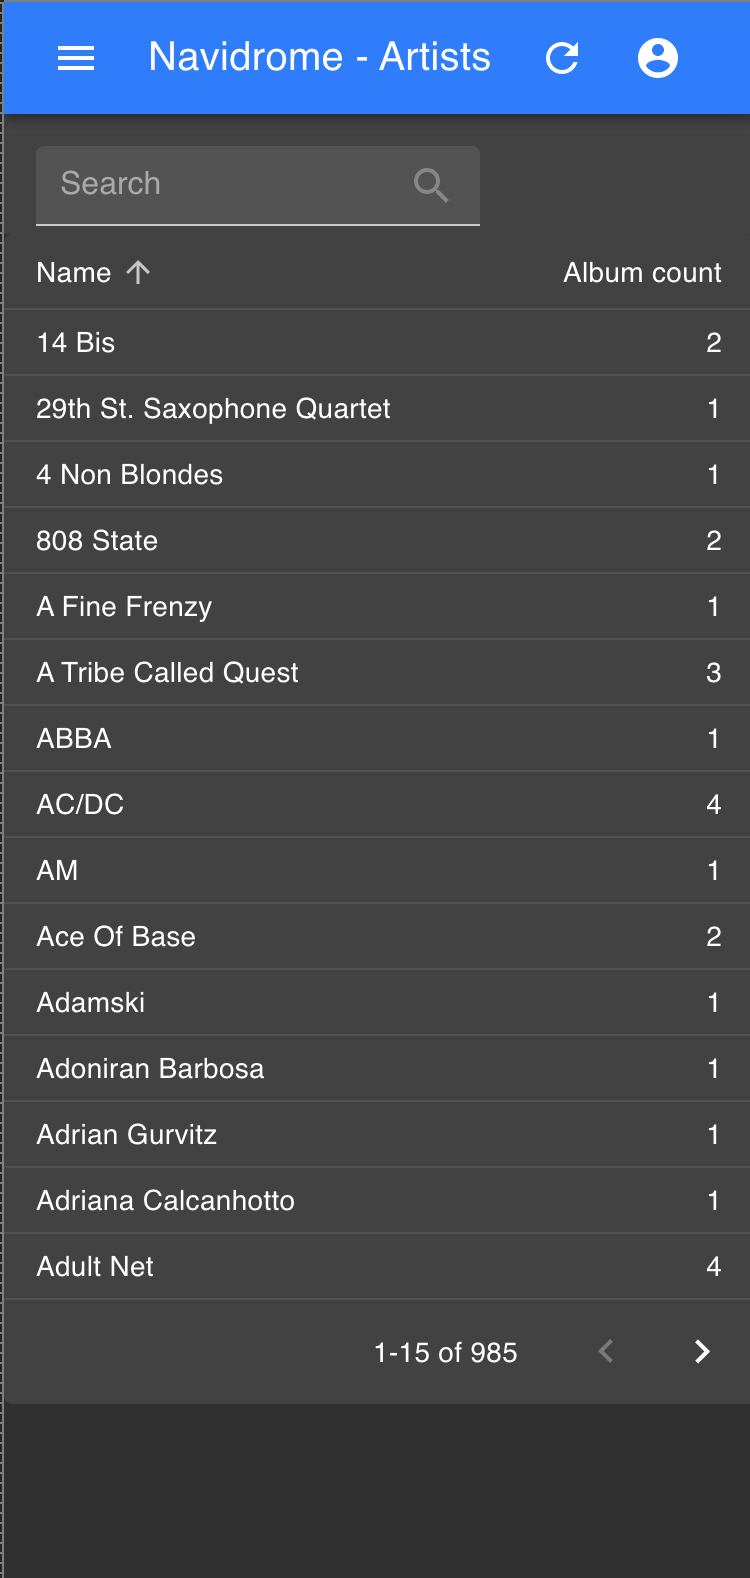 Navidrome - Artists
Search
Name Album count
14 Bis 2
29th St. Saxophone Quartet 1
4 Non Blondes 1
808 State 2
A Fine Frenzy 1
A Tribe Called Quest 3
ABBA 1
AC/DC 4
AM 1
Ace Of Base 2
Adamski 1
Adoniran Barbosa 1
Adrian Gurvitz 1
Adriana Calcanhotto 1
Adult Net 4
1-15 of 985